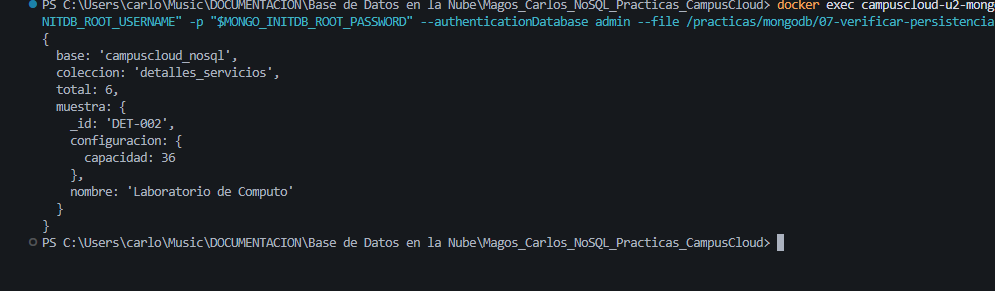 PS C:\Users\carlo\Music\DOCUMENTACION\Base de Datos en la Nube\Magos_Carlos_NoSQL_Practicas_CampusCloud> docker exec campuscloud-u2-mong
NITDB_ROOT_USERNAME" -p "$MONGO_INITDB_ROOT_PASSWORD" --authenticationDatabase admin --file /practicas/mongodb/07-verificar-persistencia
{
base: 'campuscloud_nosql',
coleccion: 'detalles_servicios',
total: 6,
muestra: {
_id: 'DET-002',
configuracion: {
capacidad: 36
},
nombre: 'Laboratorio de Computo'
}
}
PS C:\Users\carlo\Music\DOCUMENTACION\Base de Datos en la Nube\Magos_Carlos_NoSQL_Practicas_CampusCloud>